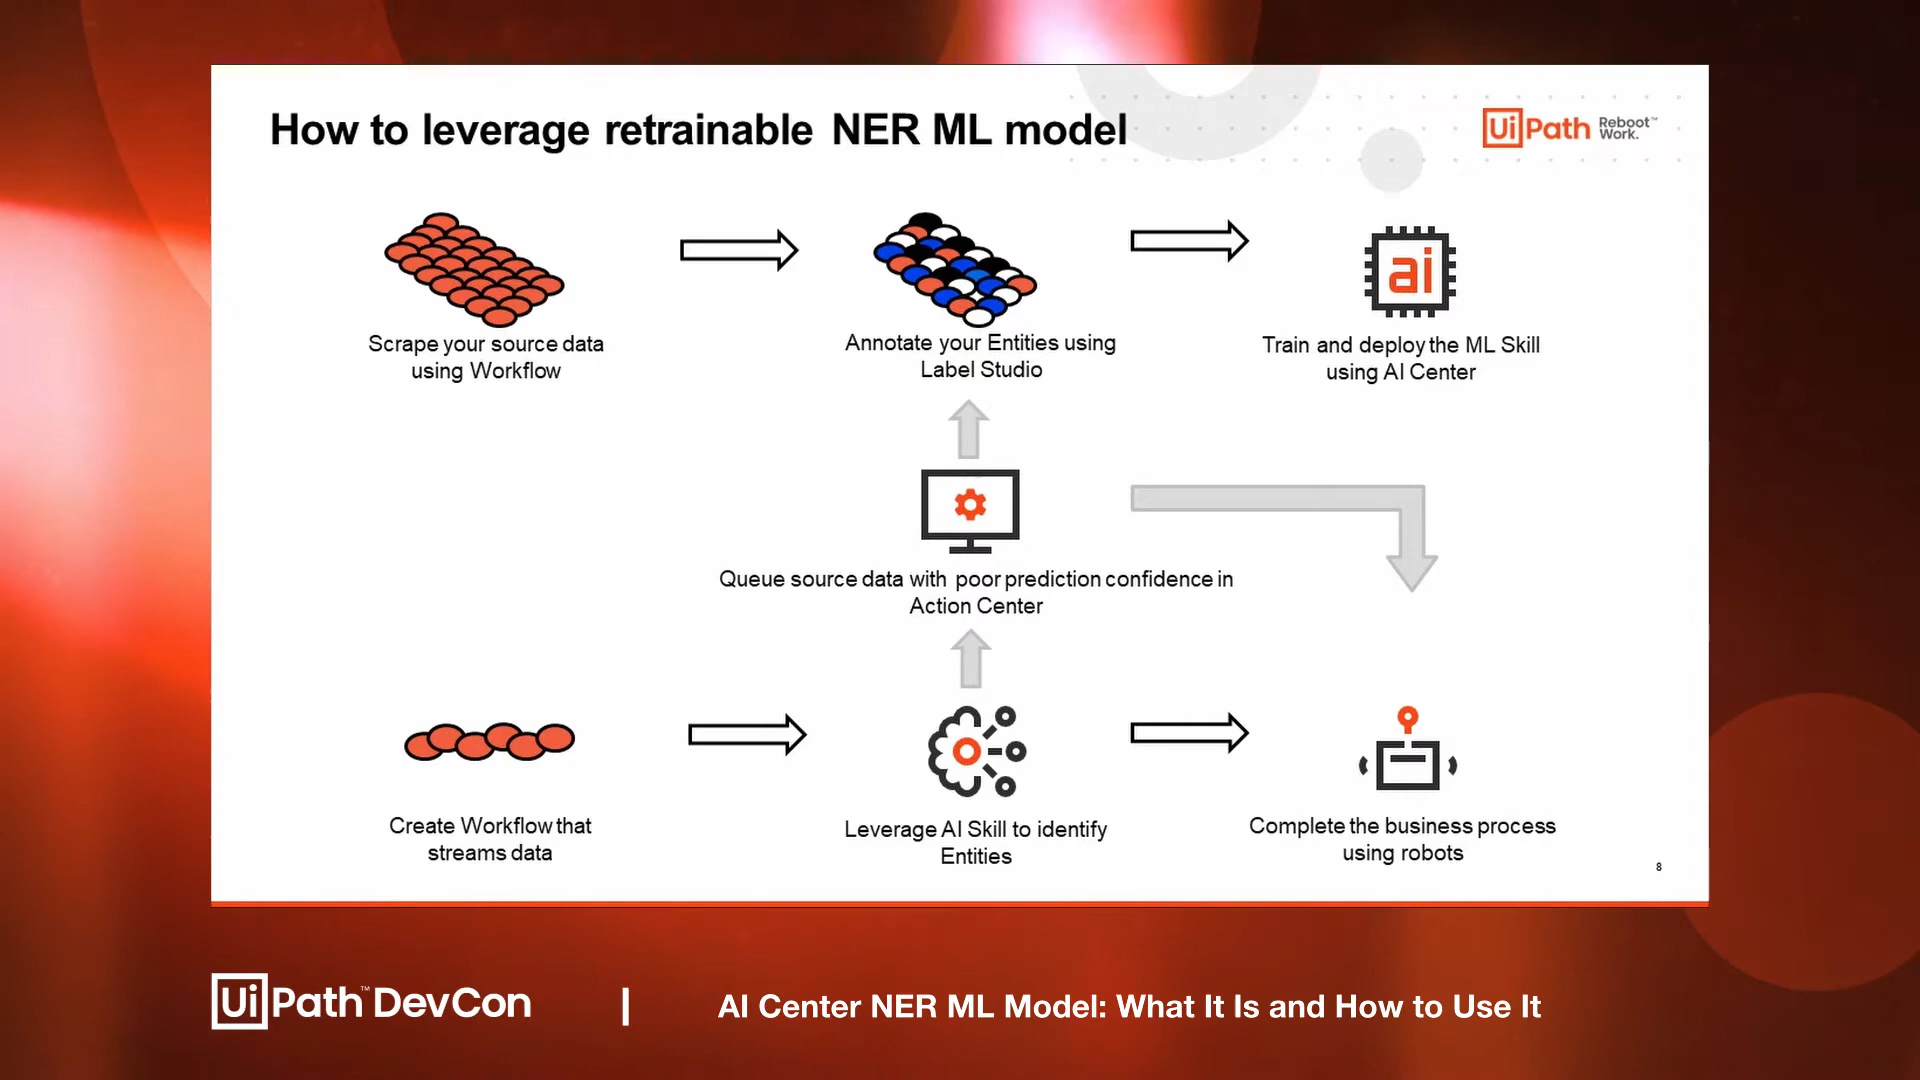 How to leverage retrainable NER ML model
UiPath Reboot Work.™
Scrape your source data
using Workflow
Annotate your Entities using
Label Studio
ai
Train and deploy the ML Skill
using AI Center
Queue source data with poor prediction confidence in
Action Center
Create Workflow that
streams data
Leverage AI Skill to identify
Entities
Complete the business process
using robots
8
UiPath™ DevCon | AI Center NER ML Model: What It Is and How to Use It